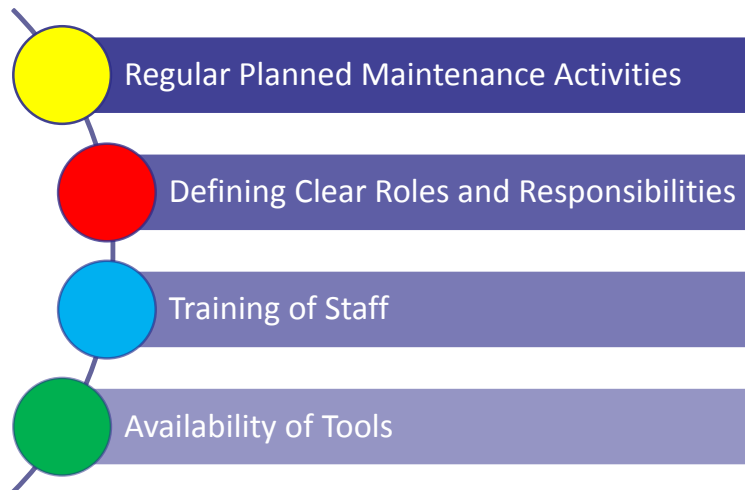 Regular Planned Maintenance Activities
Defining Clear Roles and Responsibilities
Training of Staff
Availability of Tools